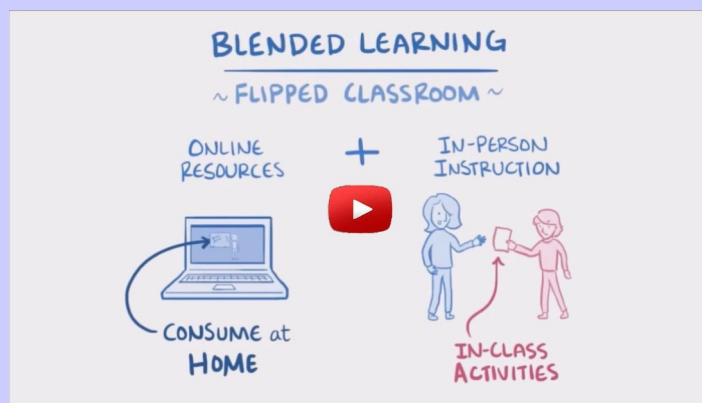 BLENDED LEARNING
~ FLIPPED CLASSROOM ~
ONLINE
RESOURCES
+
IN-PERSON
INSTRUCTION
CONSUME at
HOME
IN-CLASS
ACTIVITIES